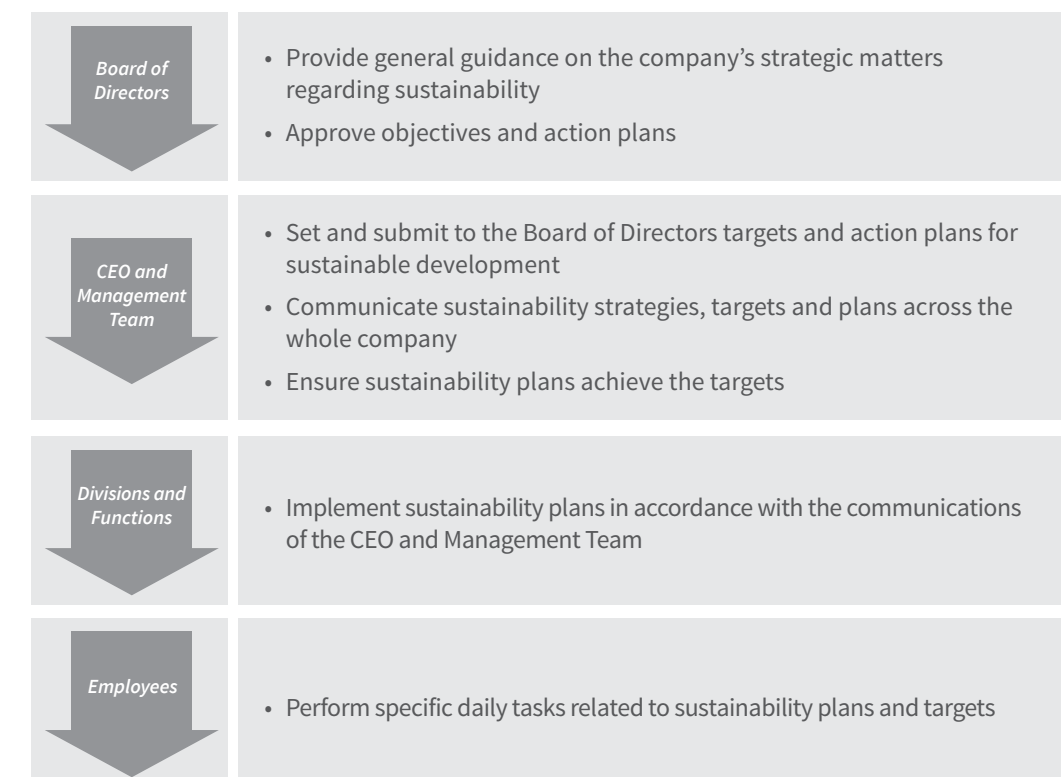 Board of
Directors
• Provide general guidance on the company’s strategic matters
regarding sustainability
• Approve objectives and action plans
CEO and
Management
Team
• Set and submit to the Board of Directors targets and action plans for
sustainable development
• Communicate sustainability strategies, targets and plans across the
whole company
• Ensure sustainability plans achieve the targets
Divisions and
Functions
• Implement sustainability plans in accordance with the communications
of the CEO and Management Team
Employees
• Perform specific daily tasks related to sustainability plans and targets